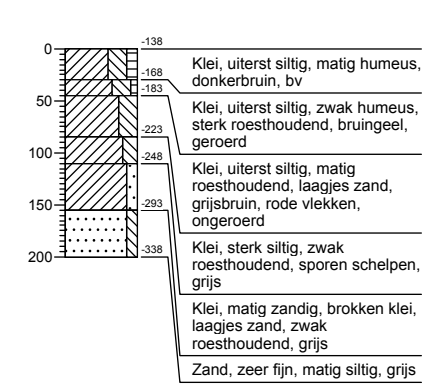 0
50
100
150
200
-138
-168
-183
-223
-248
-293
-338
Klei, uiterst siltig, matig humeus,
donkerbruin, bv
Klei, uiterst siltig, zwak humeus,
sterk roesthoudend, bruingeel,
geroerd
Klei, uiterst siltig, matig
roesthoudend, laagjes zand,
grijsbruin, rode vlekken,
ongeroerd
Klei, sterk siltig, zwak
roesthoudend, sporen schelpen,
grijs
Klei, matig zandig, brokken klei,
laagjes zand, zwak
roesthoudend, grijs
Zand, zeer fijn, matig siltig, grijs